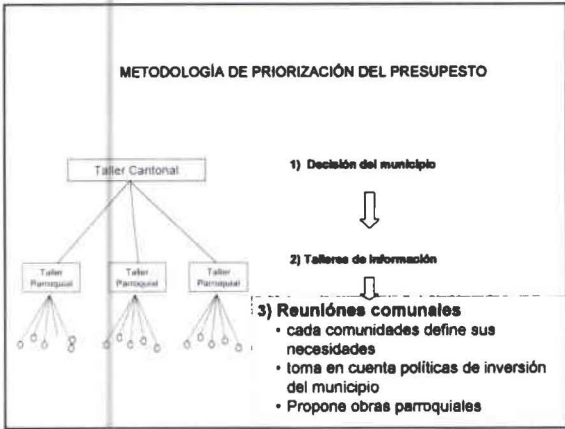 METODOLOGÍA DE PRIORIZACIÓN DEL PRESUPESTO
Taller Cantonal
Taller
Parroquial
Taller
Parroquial
Taller
Parroquial
1) Decisión del municipio
2) Talleres de información
3) Reuniónes comunales
• cada comunidades define sus
necesidades
• toma en cuenta políticas de inversión
del municipio
• Propone obras parroquiales